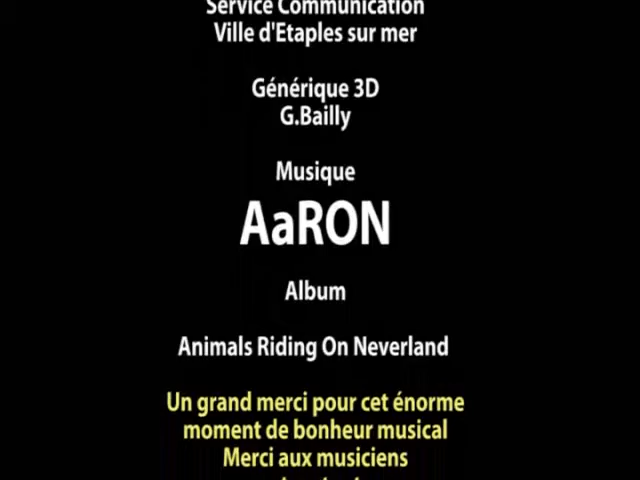 Service Communication
Ville d'Etaples sur mer
Générique 3D
G.Bailly
Musique
AaRON
Album
Animals Riding On Neverland
Un grand merci pour cet énorme
moment de bonheur musical
Merci aux musiciens